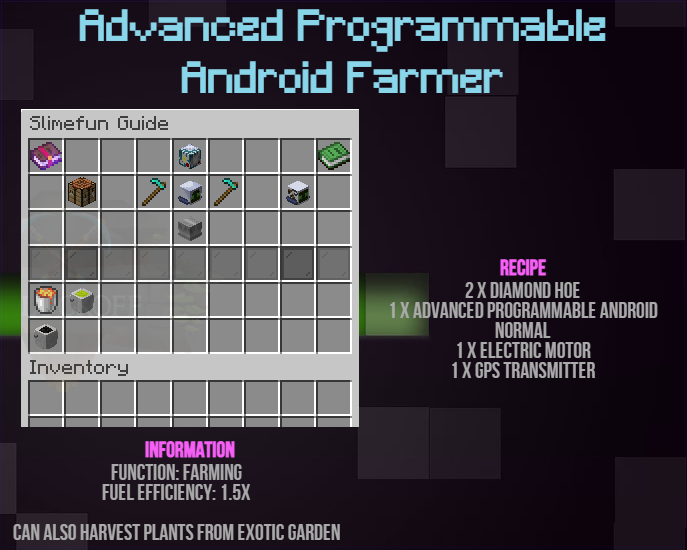 Advanced Programmable
Android Farmer
Slimefun Guide
Inventory
RECIPE
2 X DIAMOND HOE
1 X ADVANCED PROGRAMMABLE ANDROID
NORMAL
1 X ELECTRIC MOTOR
1 X GPS TRANSMITTER
INFORMATION
FUNCTION: FARMING
FUEL EFFICIENCY: 1.5X
CAN ALSO HARVEST PLANTS FROM EXOTIC GARDEN